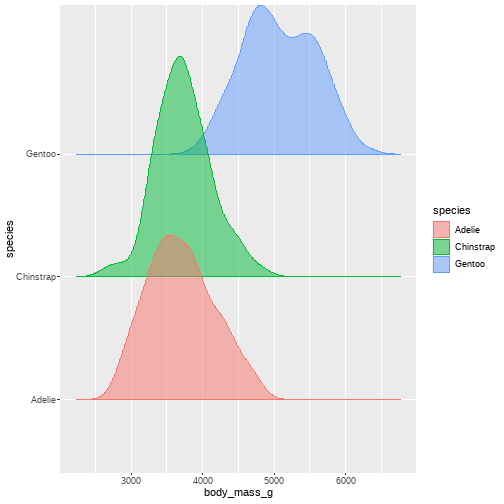 Gentoo
Chinstrap
Adelie
species
3000 4000 5000 6000
body_mass_g
species
Adelie
Chinstrap
Gentoo